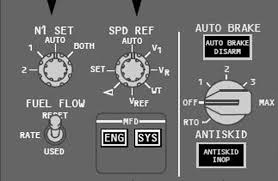 N1 SET
AUTO
1
BOTH
2
SPD REF
AUTO
V1
SET
VR
WT
VREF
AUTO BRAKE
AUTO BRAKE
DISARM
1
2
3
OFF
MAX
RTO
FUEL FLOW
RESET
RATE
USED
MFD
ENG
SYS
ANTISKID
ANTISKID
INOP